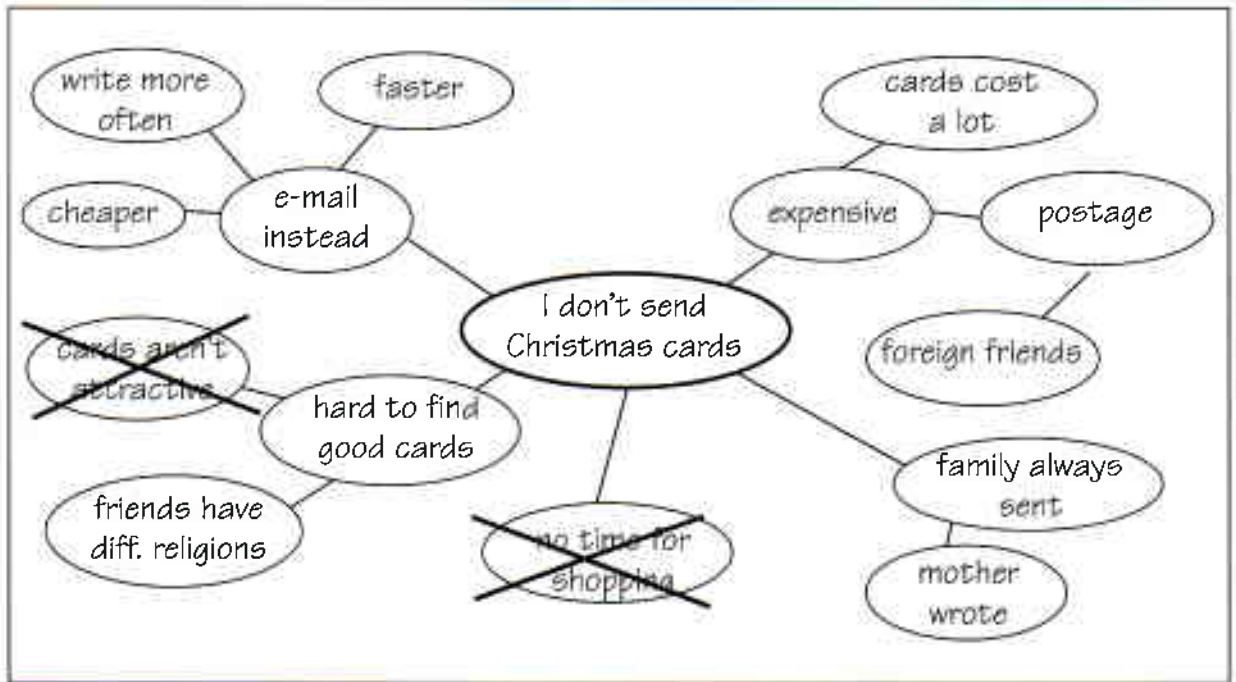 write more
often
faster
cards cost
a lot
cheaper
e-mail
instead
expensive
postage
I don't send
Christmas cards
foreign friends
cards aren't
attractive
hard to find
good cards
family always
sent
friends have
diff. religions
no time for
shopping
mother
wrote